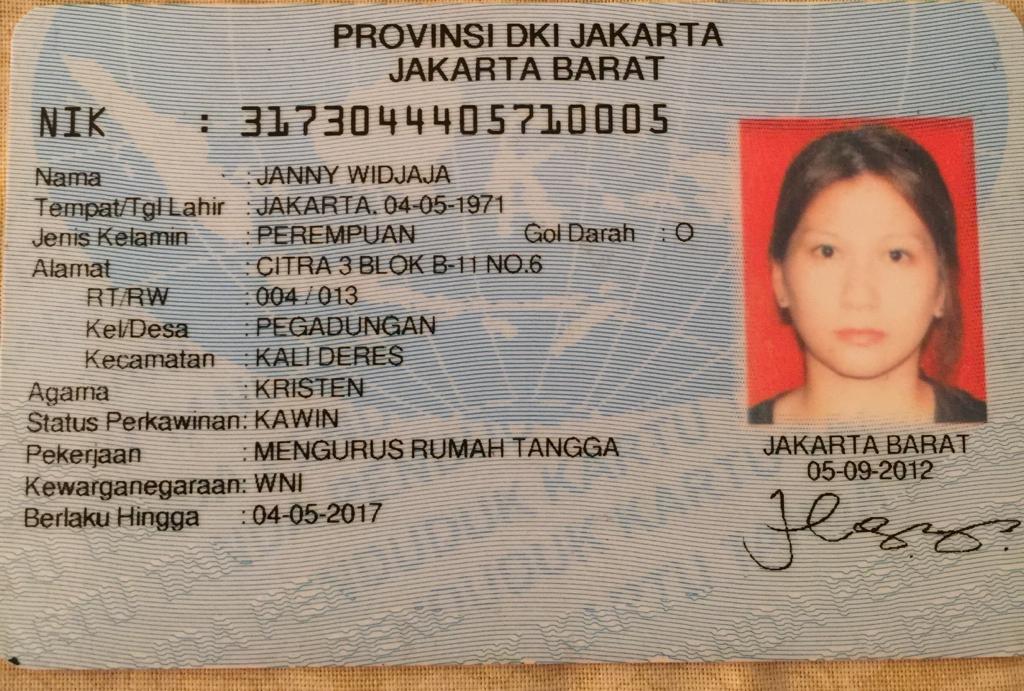 PROVINSI DKI JAKARTA
JAKARTA BARAT
NIK : 3173044405710005
Nama : JANNY WIDJAJA
Tempat/Tgl Lahir : JAKARTA, 04-05-1971
Jenis Kelamin : PEREMPUAN Gol Darah : O
Alamat : CITRA 3 BLOK B-11 NO.6
RT/RW : 004 / 013
Kel/Desa : PEGADUNGAN
Kecamatan : KALI DERES
Agama : KRISTEN
Status Perkawinan: KAWIN
Pekerjaan : MENGURUS RUMAH TANGGA
Kewarganegaraan: WNI
Berlaku Hingga : 04-05-2017
JAKARTA BARAT
05-09-2012